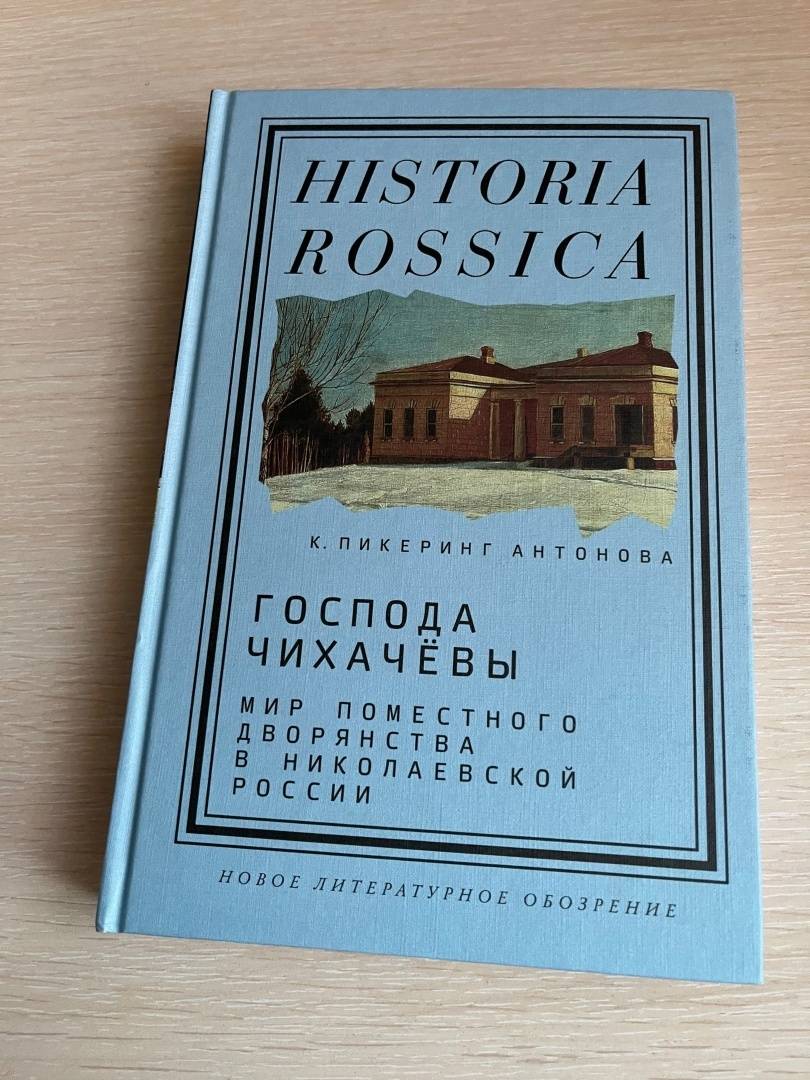 HISTORIA
ROSSICA
К. ПИКЕРИНГ АНТОНОВА
ГОСПОДА
ЧИХАЧЁВЫ
МИР ПОМЕСТНОГО
ДВОРЯНСТВА
В НИКОЛАЕВСКОЙ
РОССИИ
НОВОЕ ЛИТЕРАТУРНОЕ ОБОЗРЕНИЕ